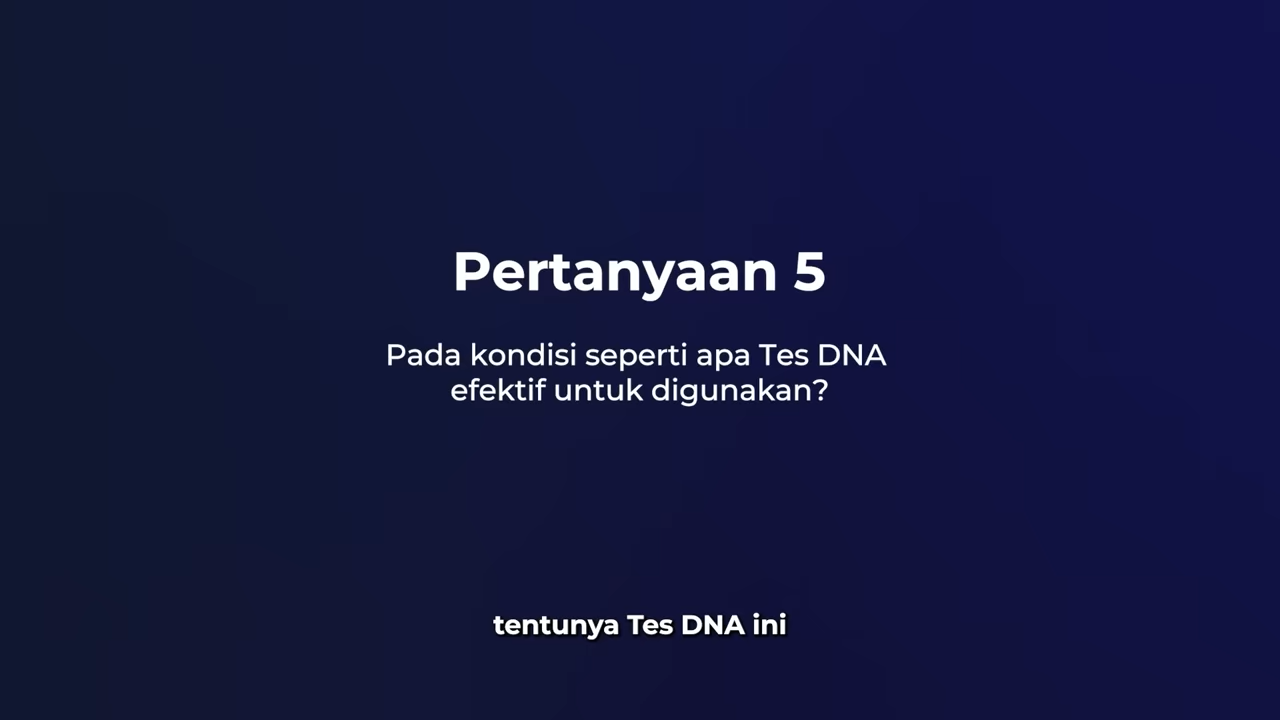 Pertanyaan 5
Pada kondisi seperti apa Tes DNA
efektif untuk digunakan?
tentunya Tes DNA ini